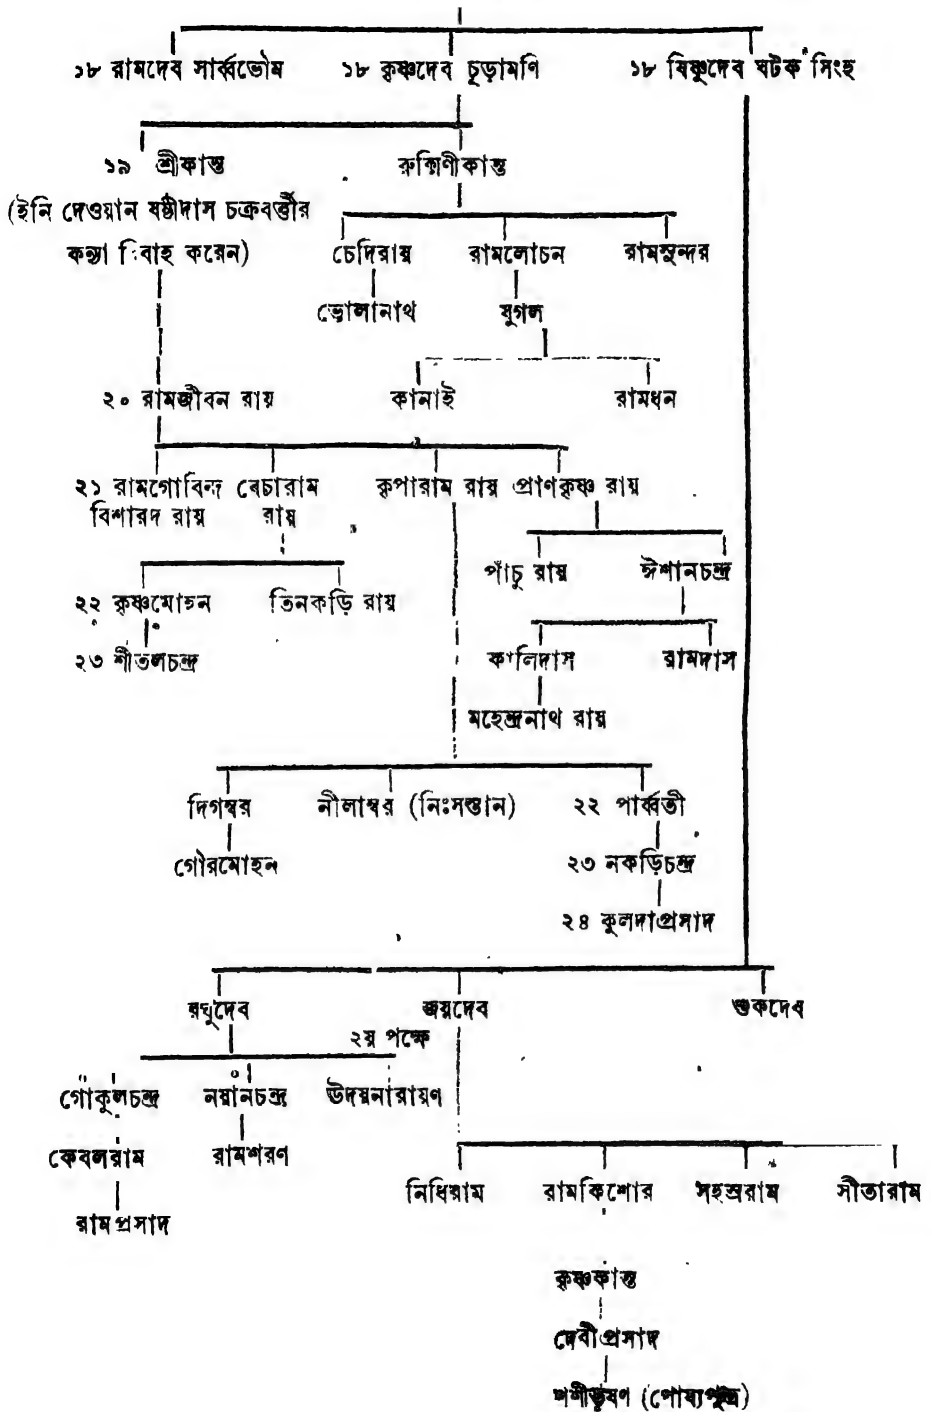 ১৮ রামদেব সার্ব্বভৌম ১৮ কৃষ্ণদেব চূড়ামণি ১৮ বিষ্ণুদেব ঘটক সিংহ
১৯ শ্রীকান্ত রুক্মিণীকান্ত
(ইনি দেওয়ান ষষ্ঠীদাস চক্রবর্ত্তীর
কন্যা বিবাহ করেন) চেদিরায় রামলোচন রামসুন্দর
ভোলানাথ যুগল
২০ রামজীবন রায় কানাই রামধন
২১ রামগোবিন্দ বেচারাম কৃপারাম রায় প্রাণকৃষ্ণ রায়
বিশারদ রায় রায়
পাঁচু রায় ঈশানচন্দ্র
২২ কৃষ্ণমোহন তিনকড়ি রায়
২৩ শীতলচন্দ্র কালিদাস রামদাস
মহেন্দ্রনাথ রায়
দিগম্বর নীলাম্বর (নিঃসন্তান) ২২ পার্ব্বতী
গৌরমোহন ২৩ নকড়িচন্দ্র
২৪ কুলদাপ্রসাদ
রঘুদেব জয়দেব শুকদেব
২য় পক্ষে
গোকুলচন্দ্র নয়ানচন্দ্র উদয়নারায়ণ
কেবলরাম রামশরণ
নিধিরাম রামকিশোর সহস্ররাম সীতারাম
রামপ্রসাদ
কৃষ্ণকান্ত
দেবীপ্রসাদ
শশীভূষণ (পোষ্যপুত্র)